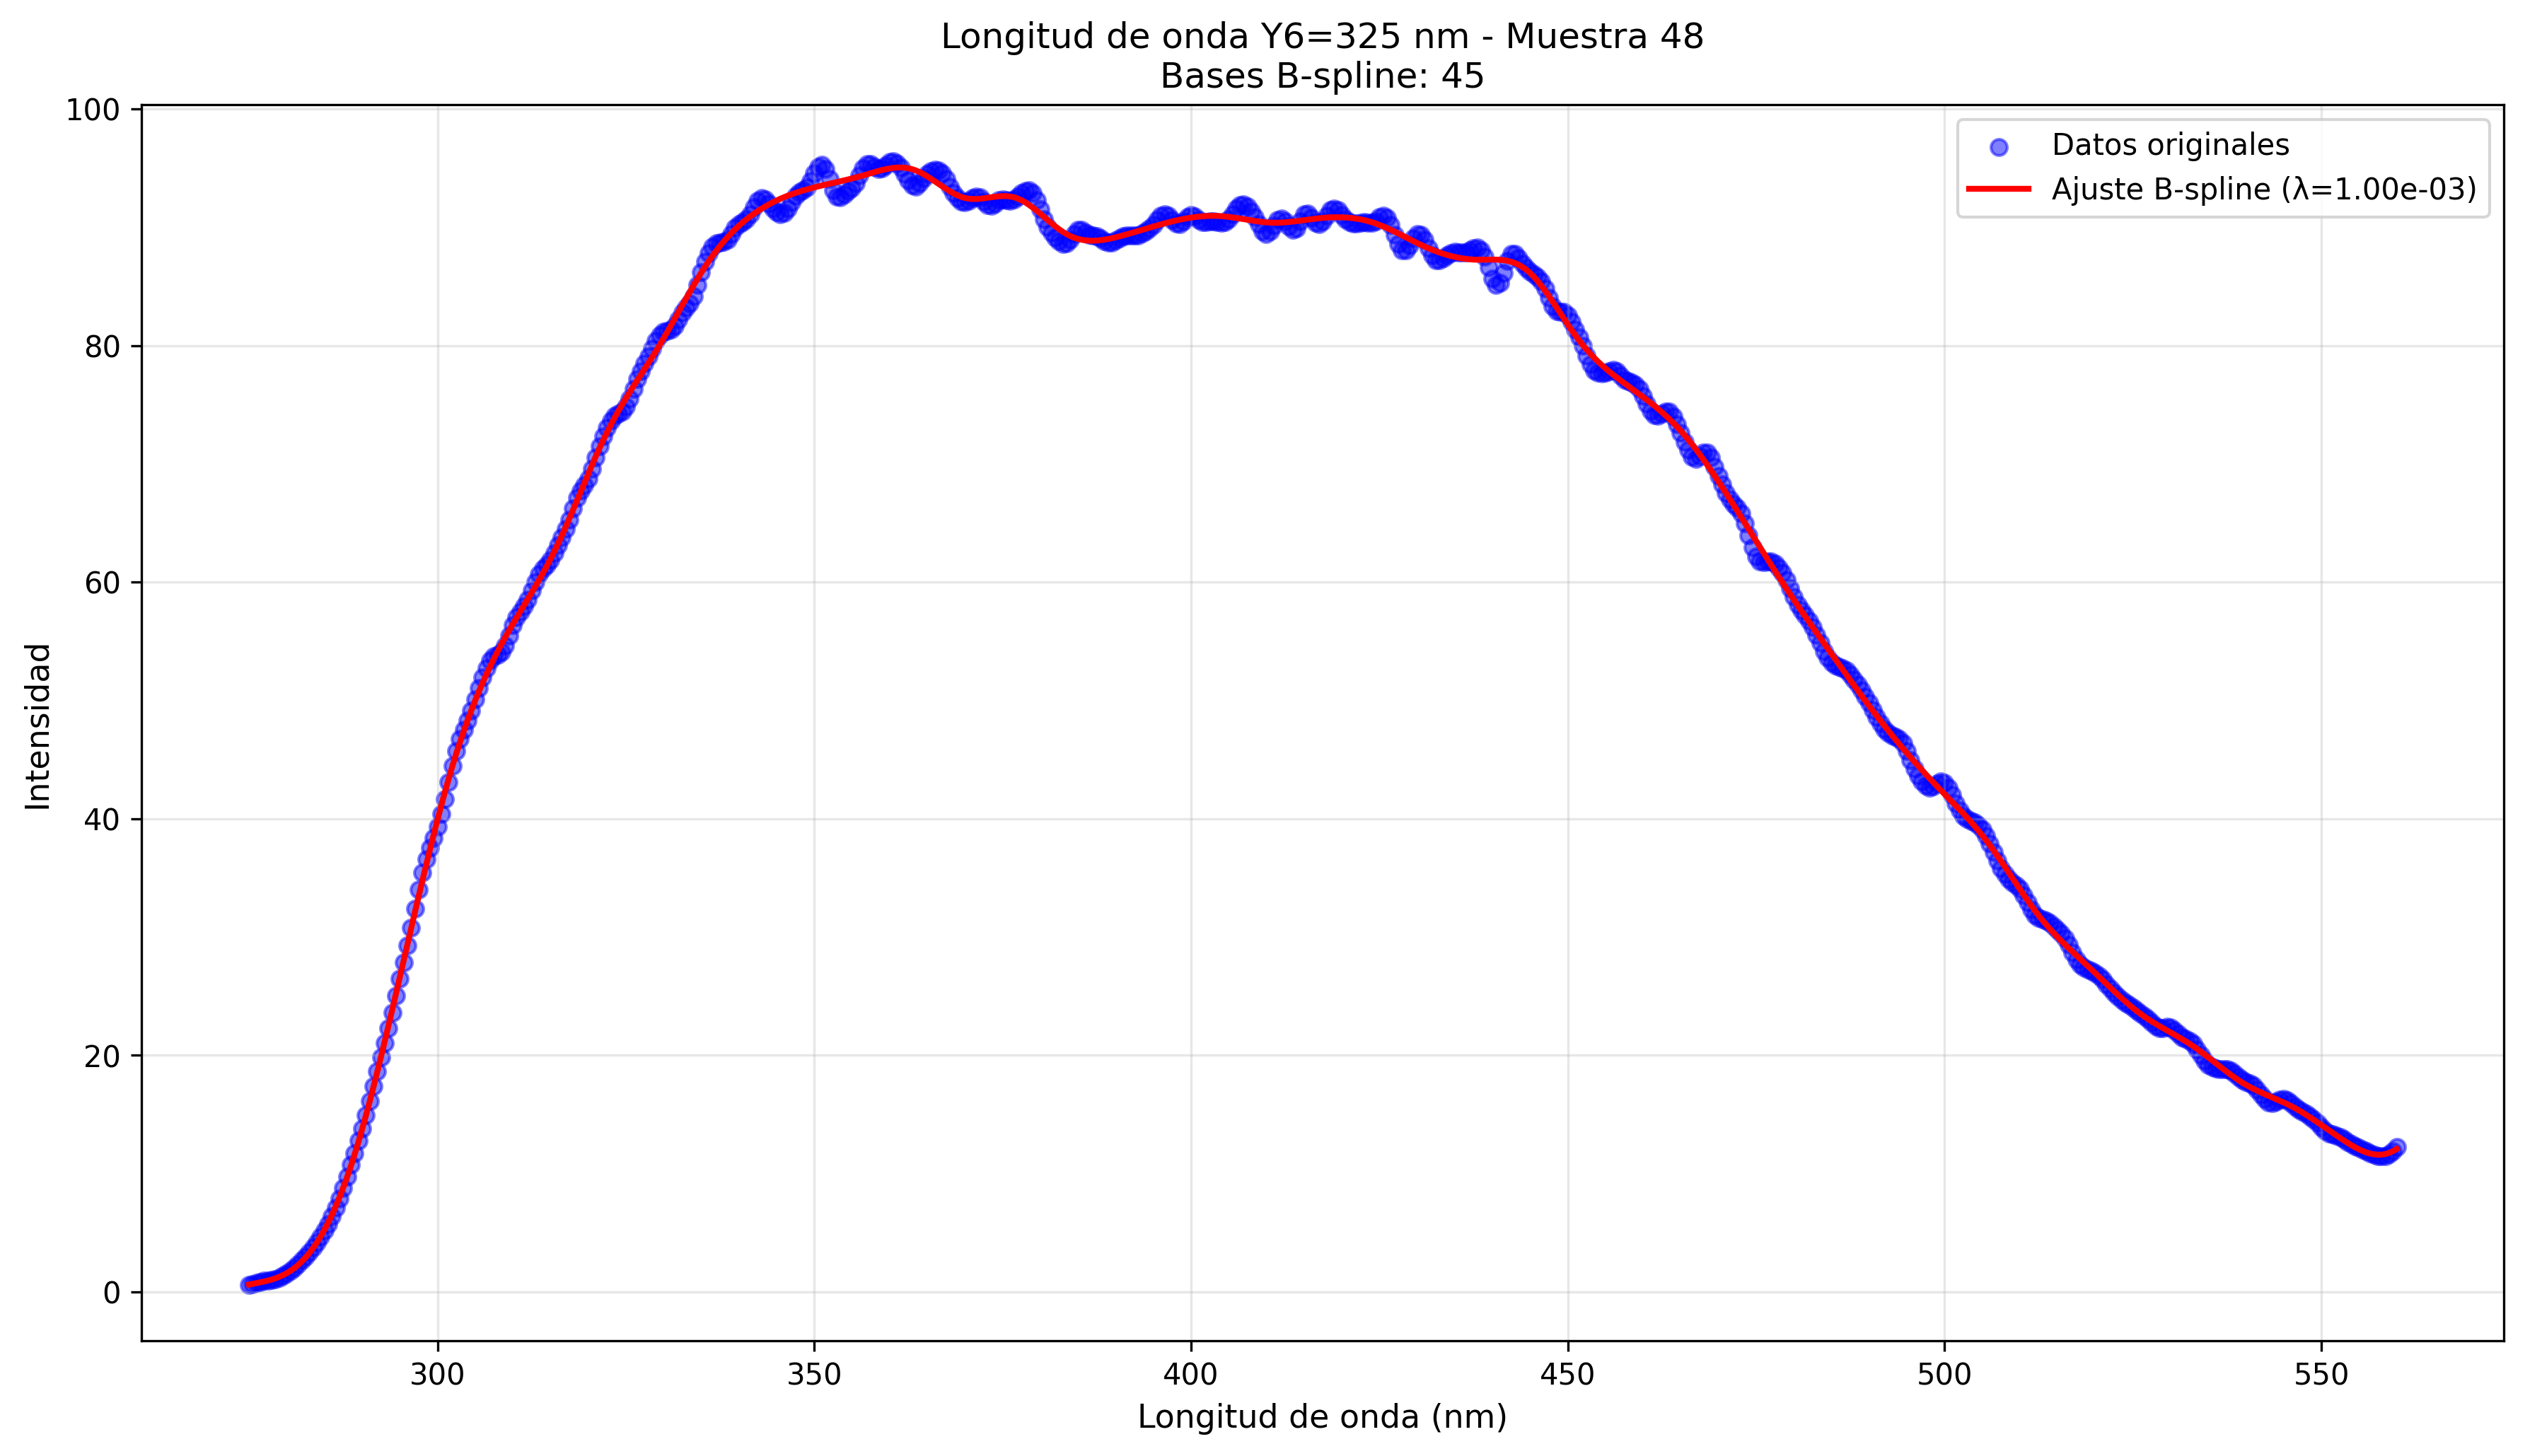 Longitud de onda Y6=325 nm - Muestra 48
Bases B-spline: 45
Datos originales
Ajuste B-spline (λ=1.00e-03)
Intensidad
100
80
60
40
20
0
300 350 400 450 500 550
Longitud de onda (nm)